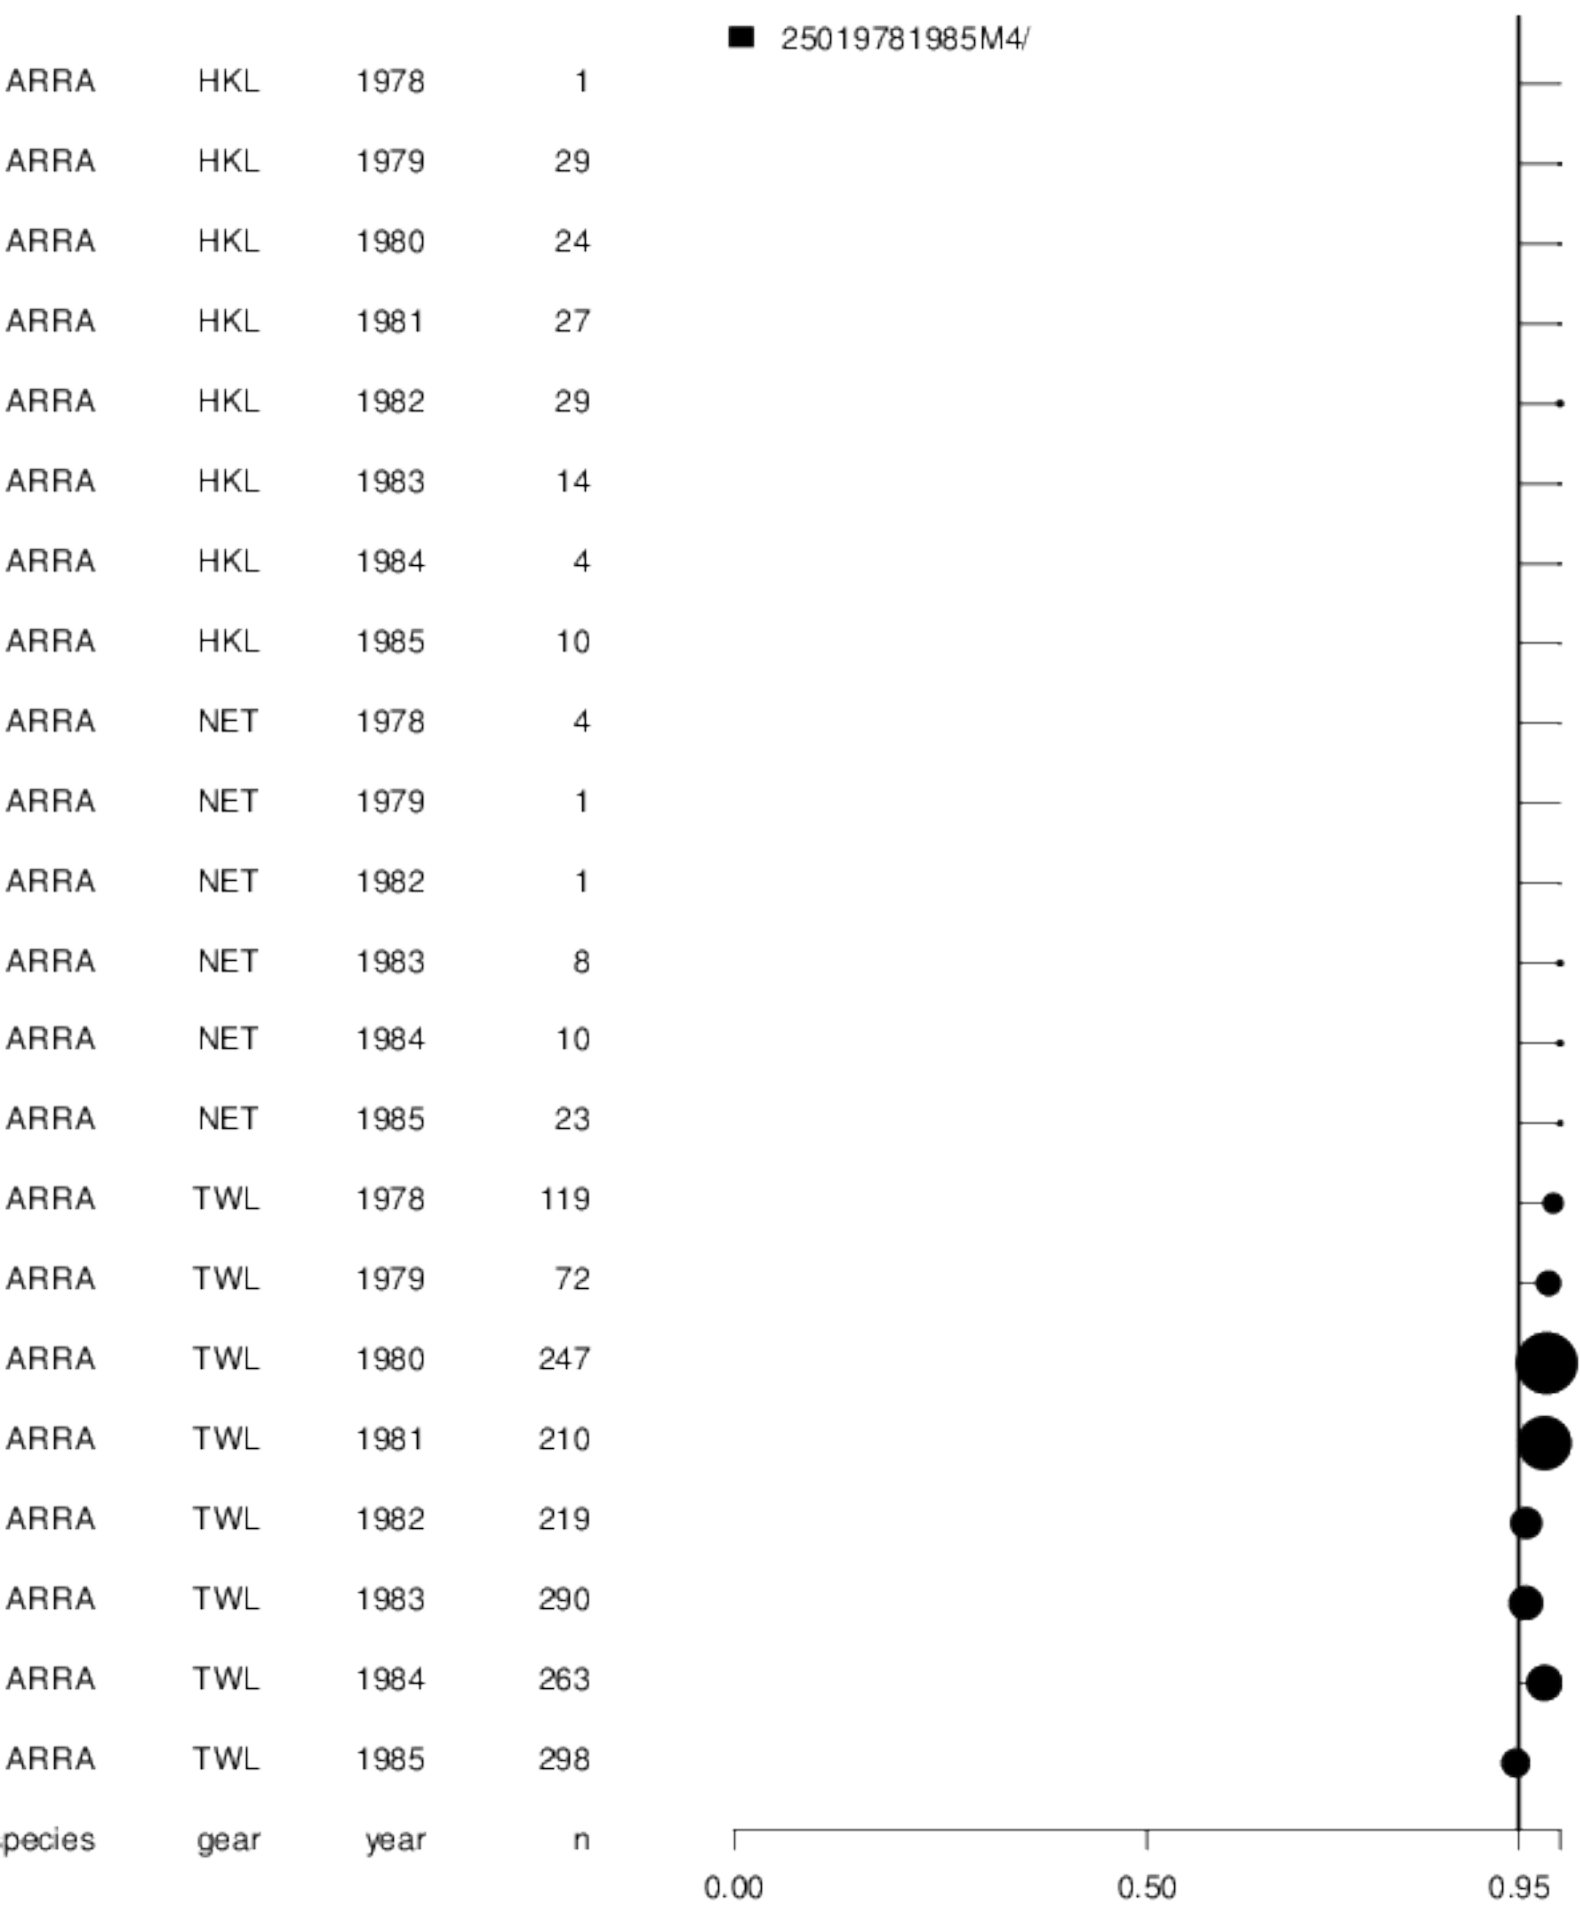 25019781985M4/
ARRA HKL 1978 1
ARRA HKL 1979 29
ARRA HKL 1980 24
ARRA HKL 1981 27
ARRA HKL 1982 29
ARRA HKL 1983 14
ARRA HKL 1984 4
ARRA HKL 1985 10
ARRA NET 1978 4
ARRA NET 1979 1
ARRA NET 1982 1
ARRA NET 1983 8
ARRA NET 1984 10
ARRA NET 1985 23
ARRA TWL 1978 119
ARRA TWL 1979 72
ARRA TWL 1980 247
ARRA TWL 1981 210
ARRA TWL 1982 219
ARRA TWL 1983 290
ARRA TWL 1984 263
ARRA TWL 1985 298
pecies gear year n
0.00 0.50 0.95